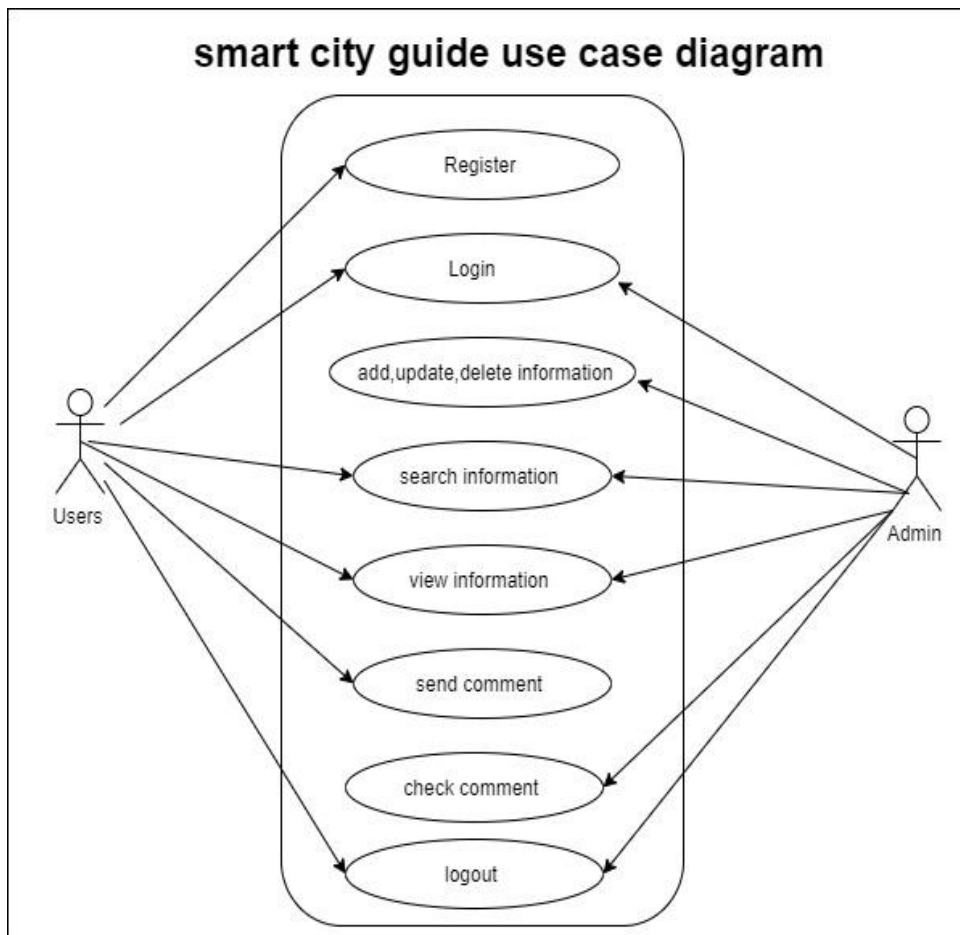 smart city guide use case diagram
Register
Login
add,update,delete information
search information
Users
Admin
view information
send comment
check comment
logout